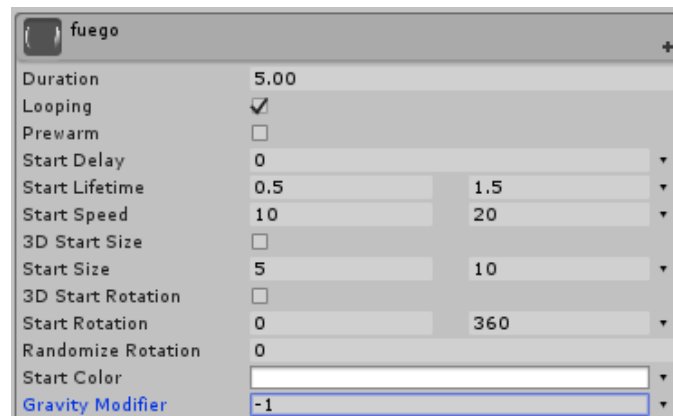 fuego
Duration 5.00
Looping
Prewarm
Start Delay 0
Start Lifetime 0.5 1.5
Start Speed 10 20
3D Start Size
Start Size 5 10
3D Start Rotation
Start Rotation 0 360
Randomize Rotation 0
Start Color
Gravity Modifier -1